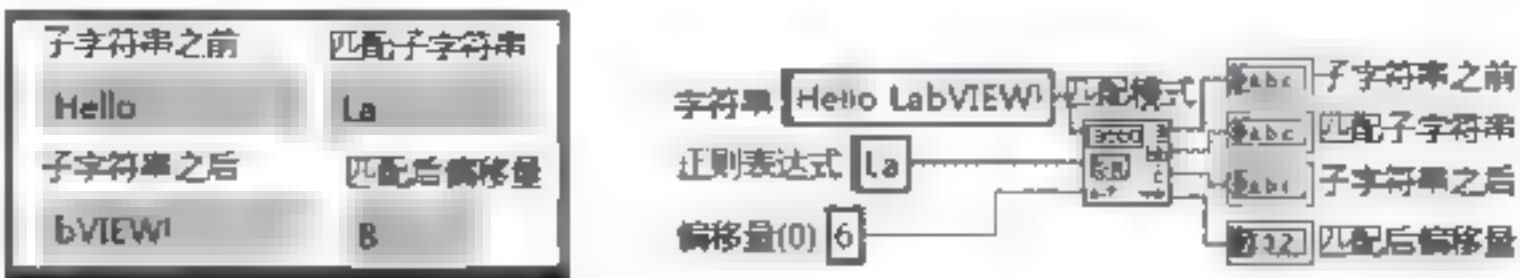 子字符串之前 匹配子字符串
Hello La
子字符串之后 匹配后偏移量
bVIEW! 8
字符串 Hello LabVIEW! 匹配模式 子字符串之前
匹配子字符串
正则表达式 La
子字符串之后
偏移量(0) 6 匹配后偏移量